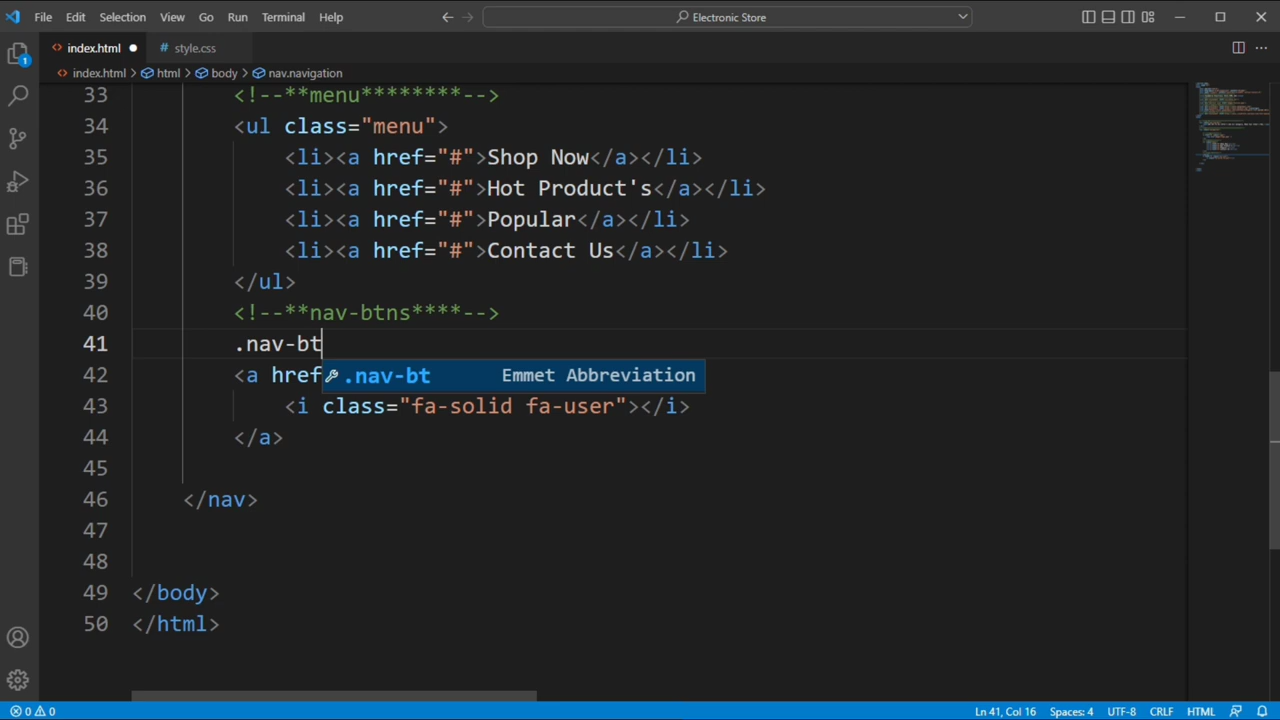 File Edit Selection View Go Run Terminal Help Electronic Store
index.html # style.css
index.html > html > body > nav.navigation
33 <!--**menu********-->
34 <ul class="menu">
35 <li><a href="#">Shop Now</a></li>
36 <li><a href="#">Hot Product's</a></li>
37 <li><a href="#">Popular</a></li>
38 <li><a href="#">Contact Us</a></li>
39 </ul>
40 <!--**nav-btns****-->
41 .nav-bt
42 <a href .nav-bt Emmet Abbreviation
43 <i class="fa-solid fa-user"></i>
44 </a>
45
46 </nav>
47
48
49 </body>
50 </html>
1
0 0 Ln 41, Col 16 Spaces: 4 UTF-8 CRLF HTML